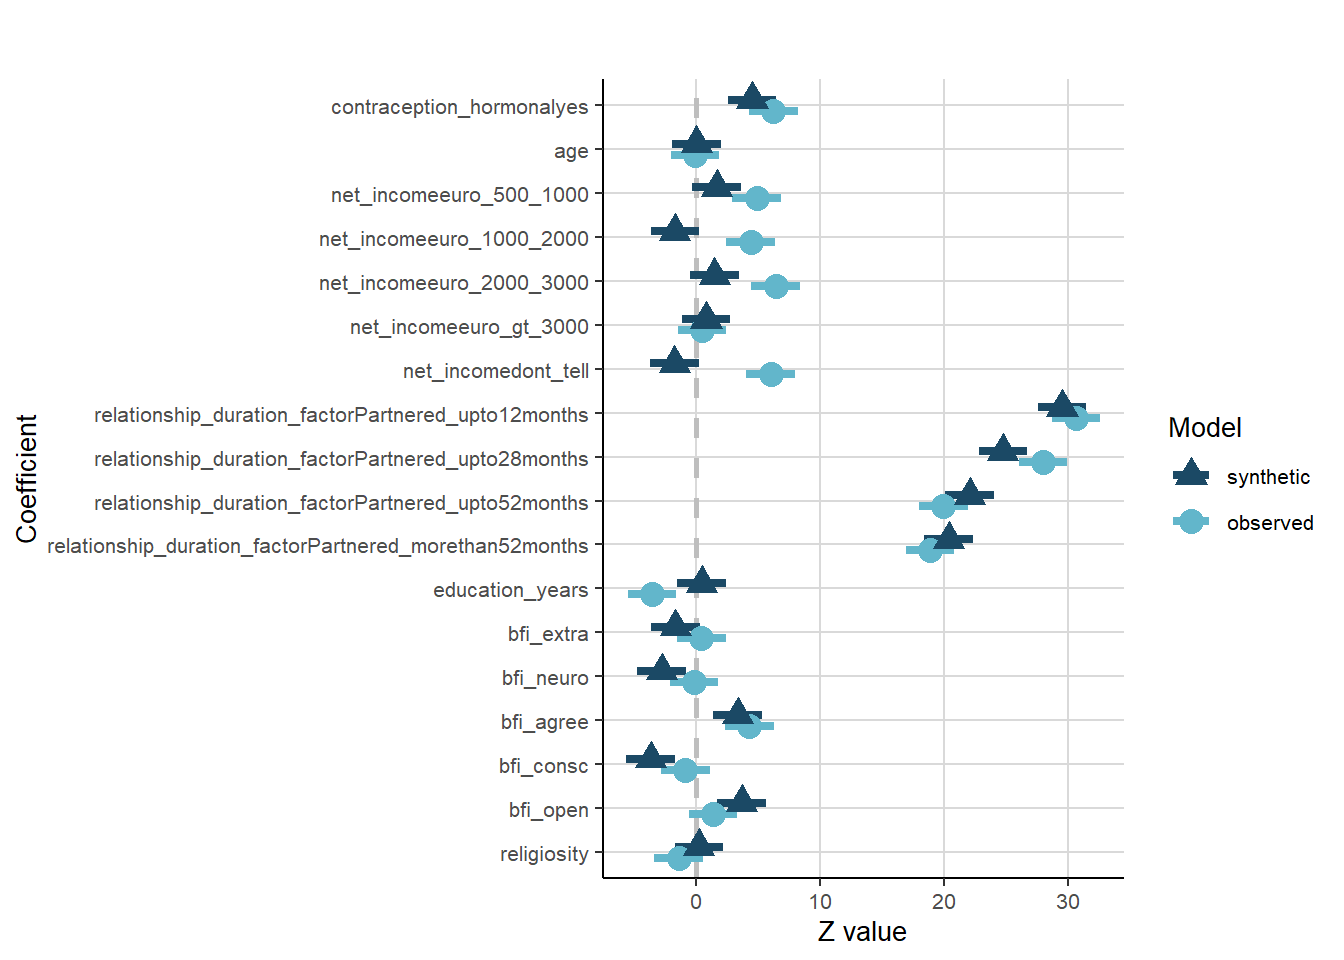 contraception_hormonalyes
age
net_incomeeuro_500_1000
net_incomeeuro_1000_2000
net_incomeeuro_2000_3000
net_incomeeuro_gt_3000
net_incomedont_tell
relationship_duration_factorPartnered_upto12months
relationship_duration_factorPartnered_upto28months
relationship_duration_factorPartnered_upto52months
relationship_duration_factorPartnered_morethan52months
education_years
bfi_extra
bfi_neuro
bfi_agree
bfi_consc
bfi_open
religiosity
Coefficient
0 10 20 30
Z value
Model
synthetic
observed